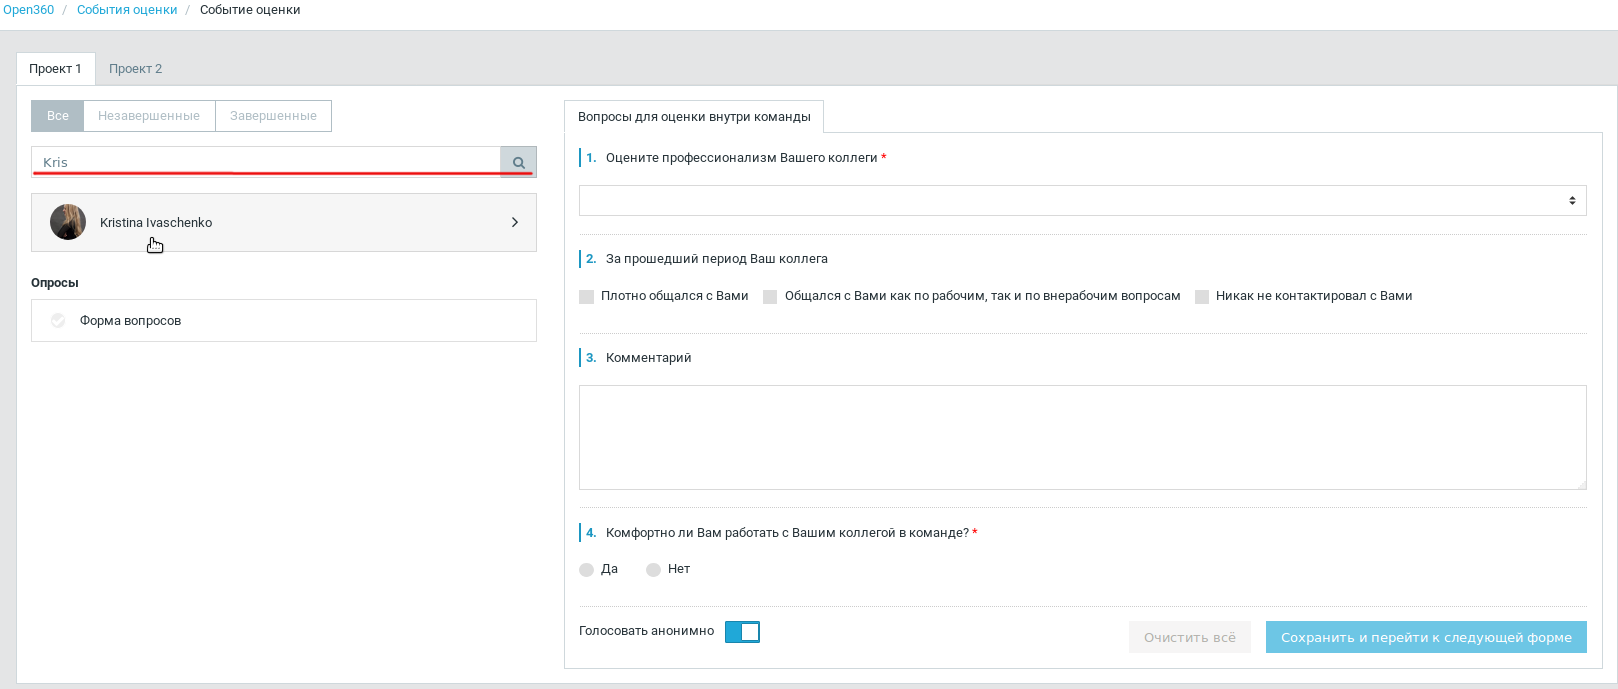 Open360 / События оценки / Событие оценки
Проект 1 Проект 2
Все Незавершенные Завершенные
Kris
Kristina Ivaschenko
Опросы
Форма вопросов
Вопросы для оценки внутри команды
1. Оцените профессионализм Вашего коллеги *
2. За прошедший период Ваш коллега
Плотно общался с Вами Общался с Вами как по рабочим, так и по внерабочим вопросам Никак не контактировал с Вами
3. Комментарий
4. Комфортно ли Вам работать с Вашим коллегой в команде? *
Да Нет
Голосовать анонимно
Очистить всё Сохранить и перейти к следующей форме